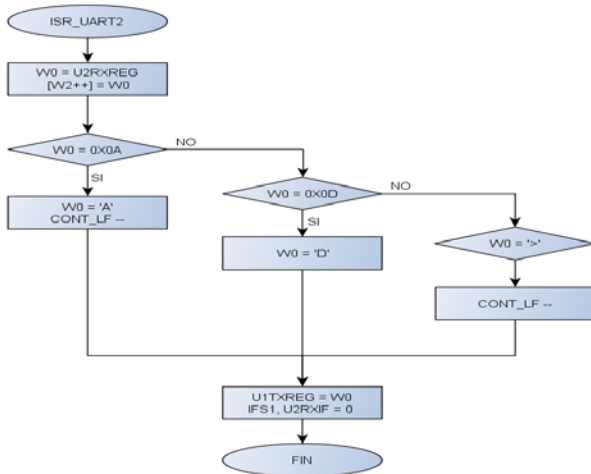 ISR_UART2
W0 = U2RXREG
[W2++] = W0
W0 = 0X0A
NO
SI
W0 = 'A'
CONT_LF --
W0 = 0X0D
NO
SI
W0 = 'D'
W0 = '>'
CONT_LF --
U1TXREG = W0
IFS1, U2RXIF = 0
FIN